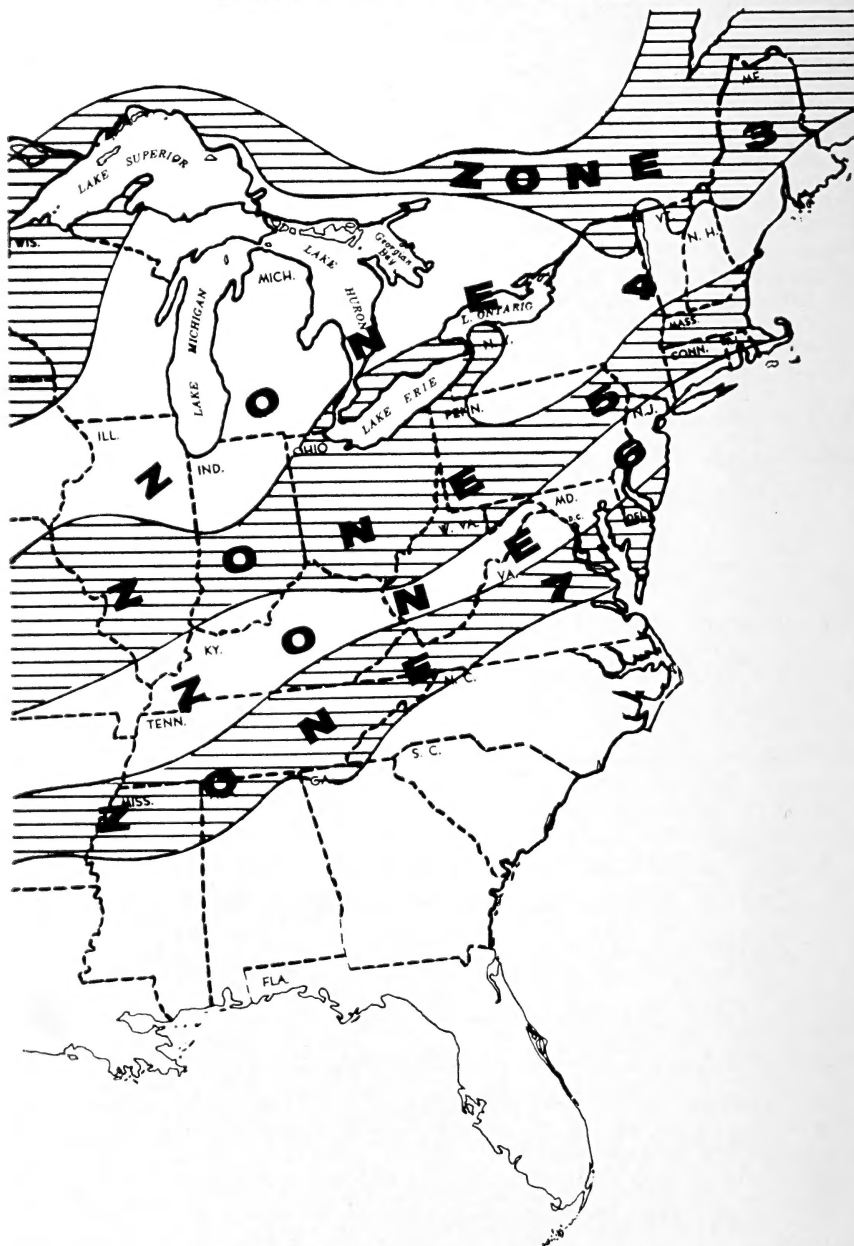 ME.
ZONE 3
LAKE SUPERIOR
WIS.
VT.
N. H.
Georgian Bay
LAKE HURON
MICH.
LAKE MICHIGAN
ZONE 4
L. ONTARIO
N.Y.
MASS.
CONN.
R.I.
LAKE ERIE
PENN.
N.J.
ILL.
IND.
OHIO
ZONE 5
MD.
D.C.
DEL.
W. VA.
VA.
ZONE 6
KY.
TENN.
N. C.
ZONE 7
S. C.
MISS.
GA.
FLA.